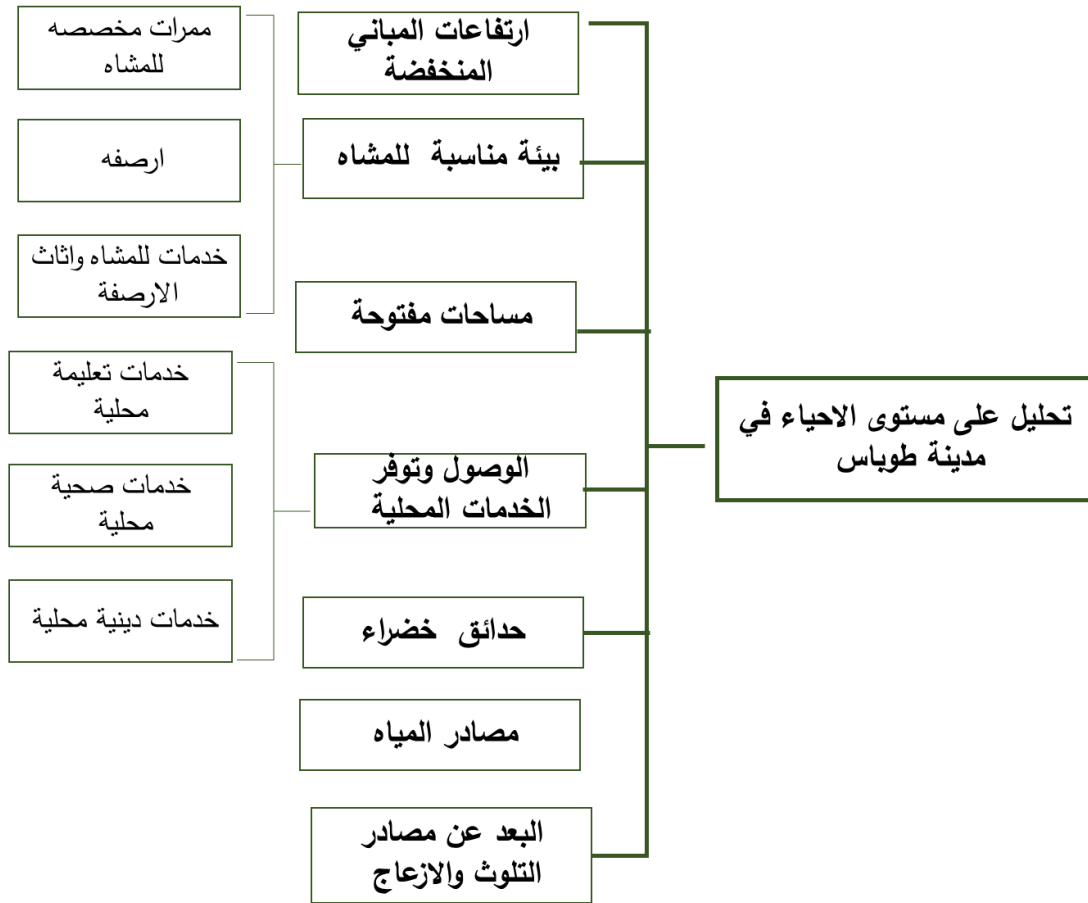 تحليل على مستوى الاحياء في
مدينة طوباس
ارتفاعات المباني
المنخفضة
بيئة مناسبة للمشاه
ممرات مخصصه
للمشاه
ارصفه
خدمات للمشاه واثاث
الارصفة
مساحات مفتوحة
الوصول وتوفر
الخدمات المحلية
خدمات تعليمة
محلية
خدمات صحية
محلية
خدمات دينية محلية
حدائق خضراء
مصادر المياه
البعد عن مصادر
التلوث والازعاج